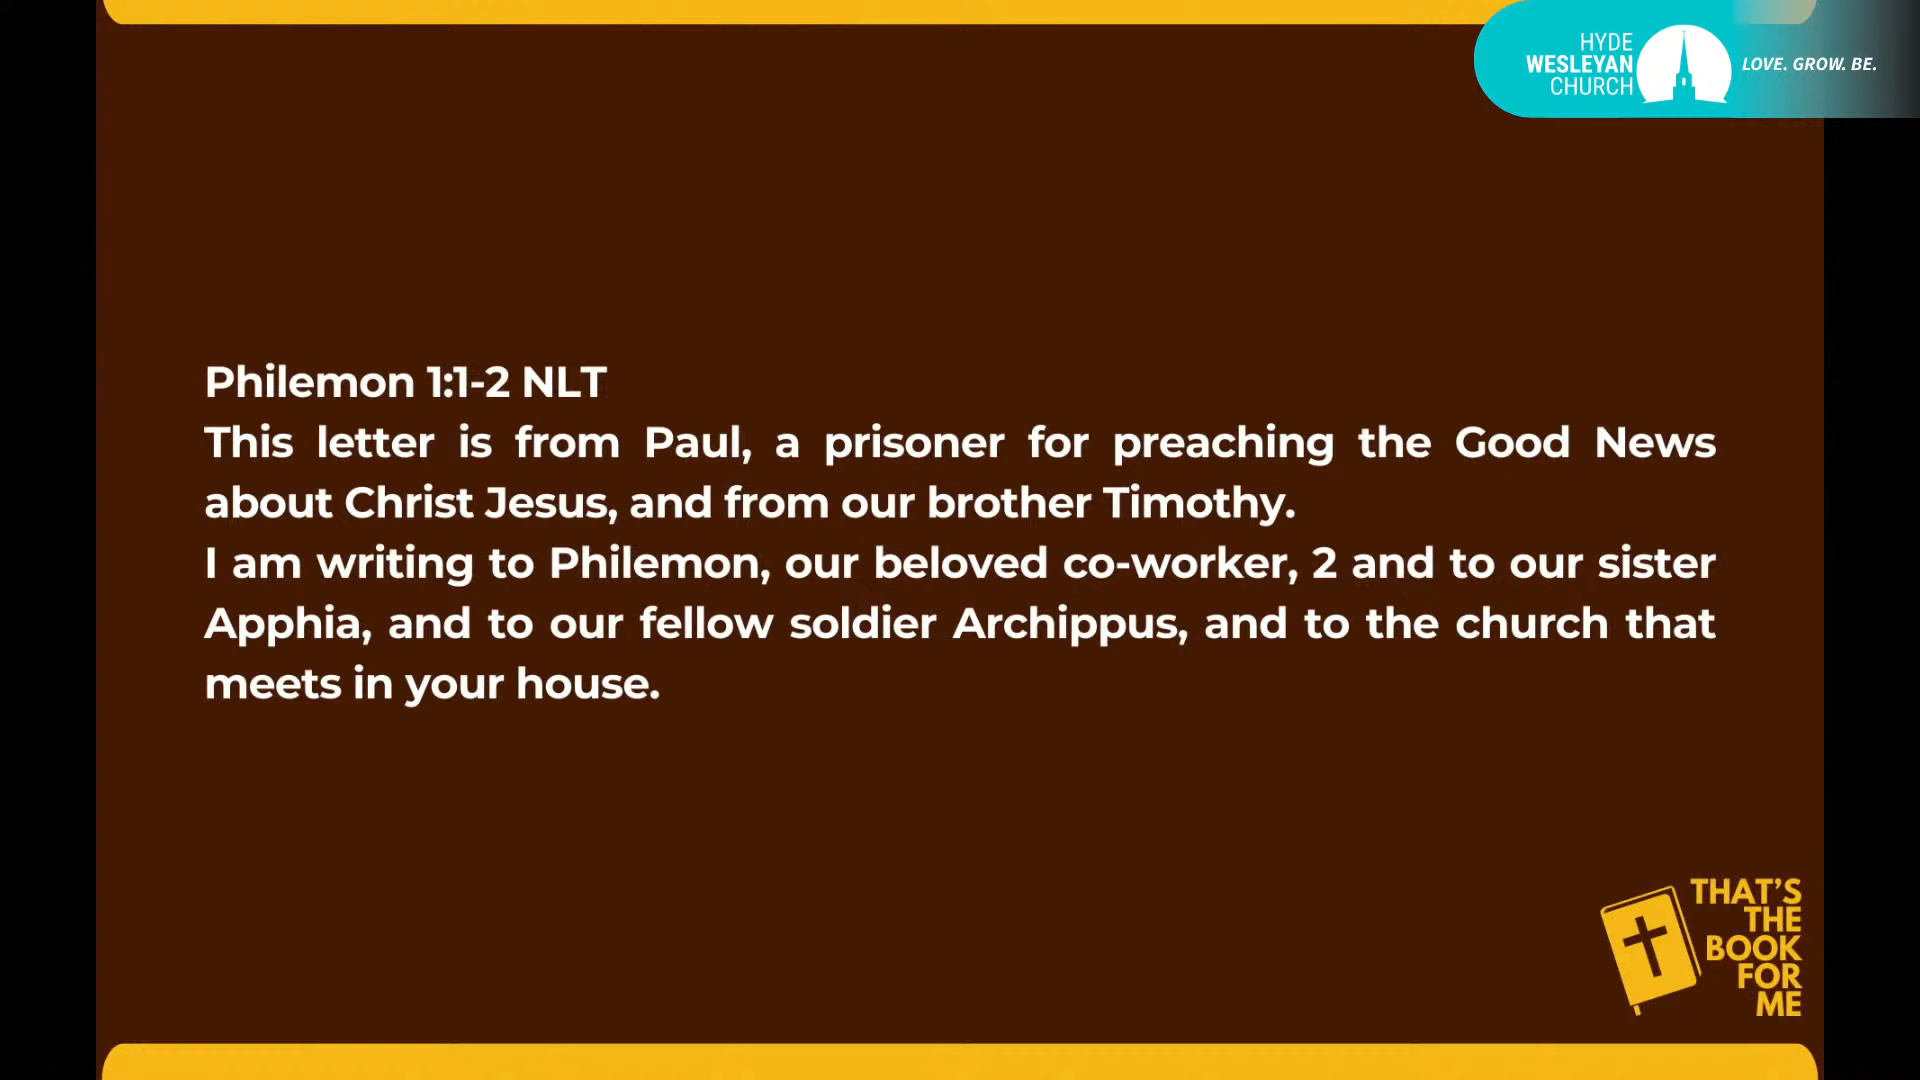 HYDE
WESLEYAN
CHURCH
LOVE. GROW. BE.
Philemon 1:1-2 NLT
This letter is from Paul, a prisoner for preaching the Good News
about Christ Jesus, and from our brother Timothy.
I am writing to Philemon, our beloved co-worker, 2 and to our sister
Apphia, and to our fellow soldier Archippus, and to the church that
meets in your house.
THAT'S
THE
BOOK
FOR
ME